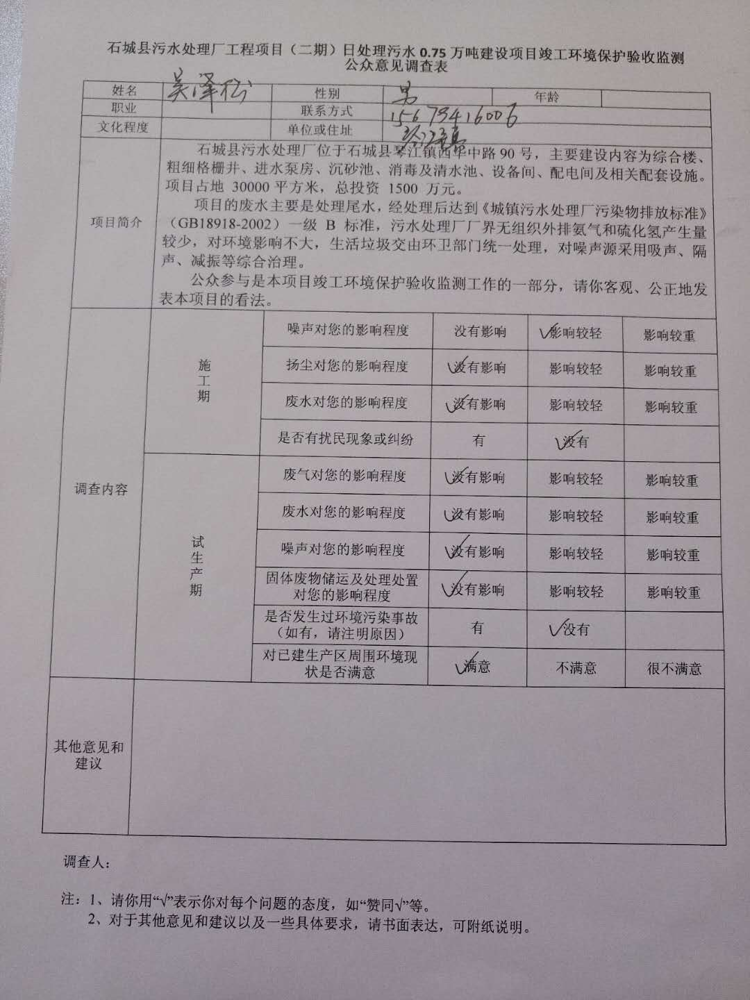 石城县污水处理厂工程项目（二期）日处理污水 0.75 万吨建设项目竣工环境保护验收监测
公众意见调查表
姓名 吴泽松 性别 男 年龄
职业 联系方式 15679416006
文化程度 单位或住址 琴江镇
项目简介
石城县污水处理厂位于石城县琴江镇西华中路 90 号，主要建设内容为综合楼、
粗细格栅井、进水泵房、沉砂池、消毒及清水池、设备间、配电间及相关配套设施。
项目占地 30000 平方米，总投资 1500 万元。
项目的废水主要是处理尾水，经处理后达到《城镇污水处理厂污染物排放标准》
（GB18918-2002）一级 B 标准，污水处理厂厂界无组织外排氨气和硫化氢产生量
较少，对环境影响不大，生活垃圾交由环卫部门统一处理，对噪声源采用吸声、隔
声、减振等综合治理。
公众参与是本项目竣工环境保护验收监测工作的一部分，请你客观、公正地发
表本项目的看法。
调查内容
施工期
噪声对您的影响程度 没有影响 √影响较轻 影响较重
扬尘对您的影响程度 √没有影响 影响较轻 影响较重
废水对您的影响程度 √没有影响 影响较轻 影响较重
是否有扰民现象或纠纷 有 √没有
试生产期
废气对您的影响程度 √没有影响 影响较轻 影响较重
废水对您的影响程度 √没有影响 影响较轻 影响较重
噪声对您的影响程度 √没有影响 影响较轻 影响较重
固体废物储运及处理处置
对您的影响程度 √没有影响 影响较轻 影响较重
是否发生过环境污染事故
（如有，请注明原因） 有 √没有
对已建生产区周围环境现
状是否满意 √满意 不满意 很不满意
其他意见和
建议
调查人：
注：1、请你用“√”表示你对每个问题的态度，如“赞同√”等。
2、对于其他意见和建议以及一些具体要求，请书面表达，可附纸说明。